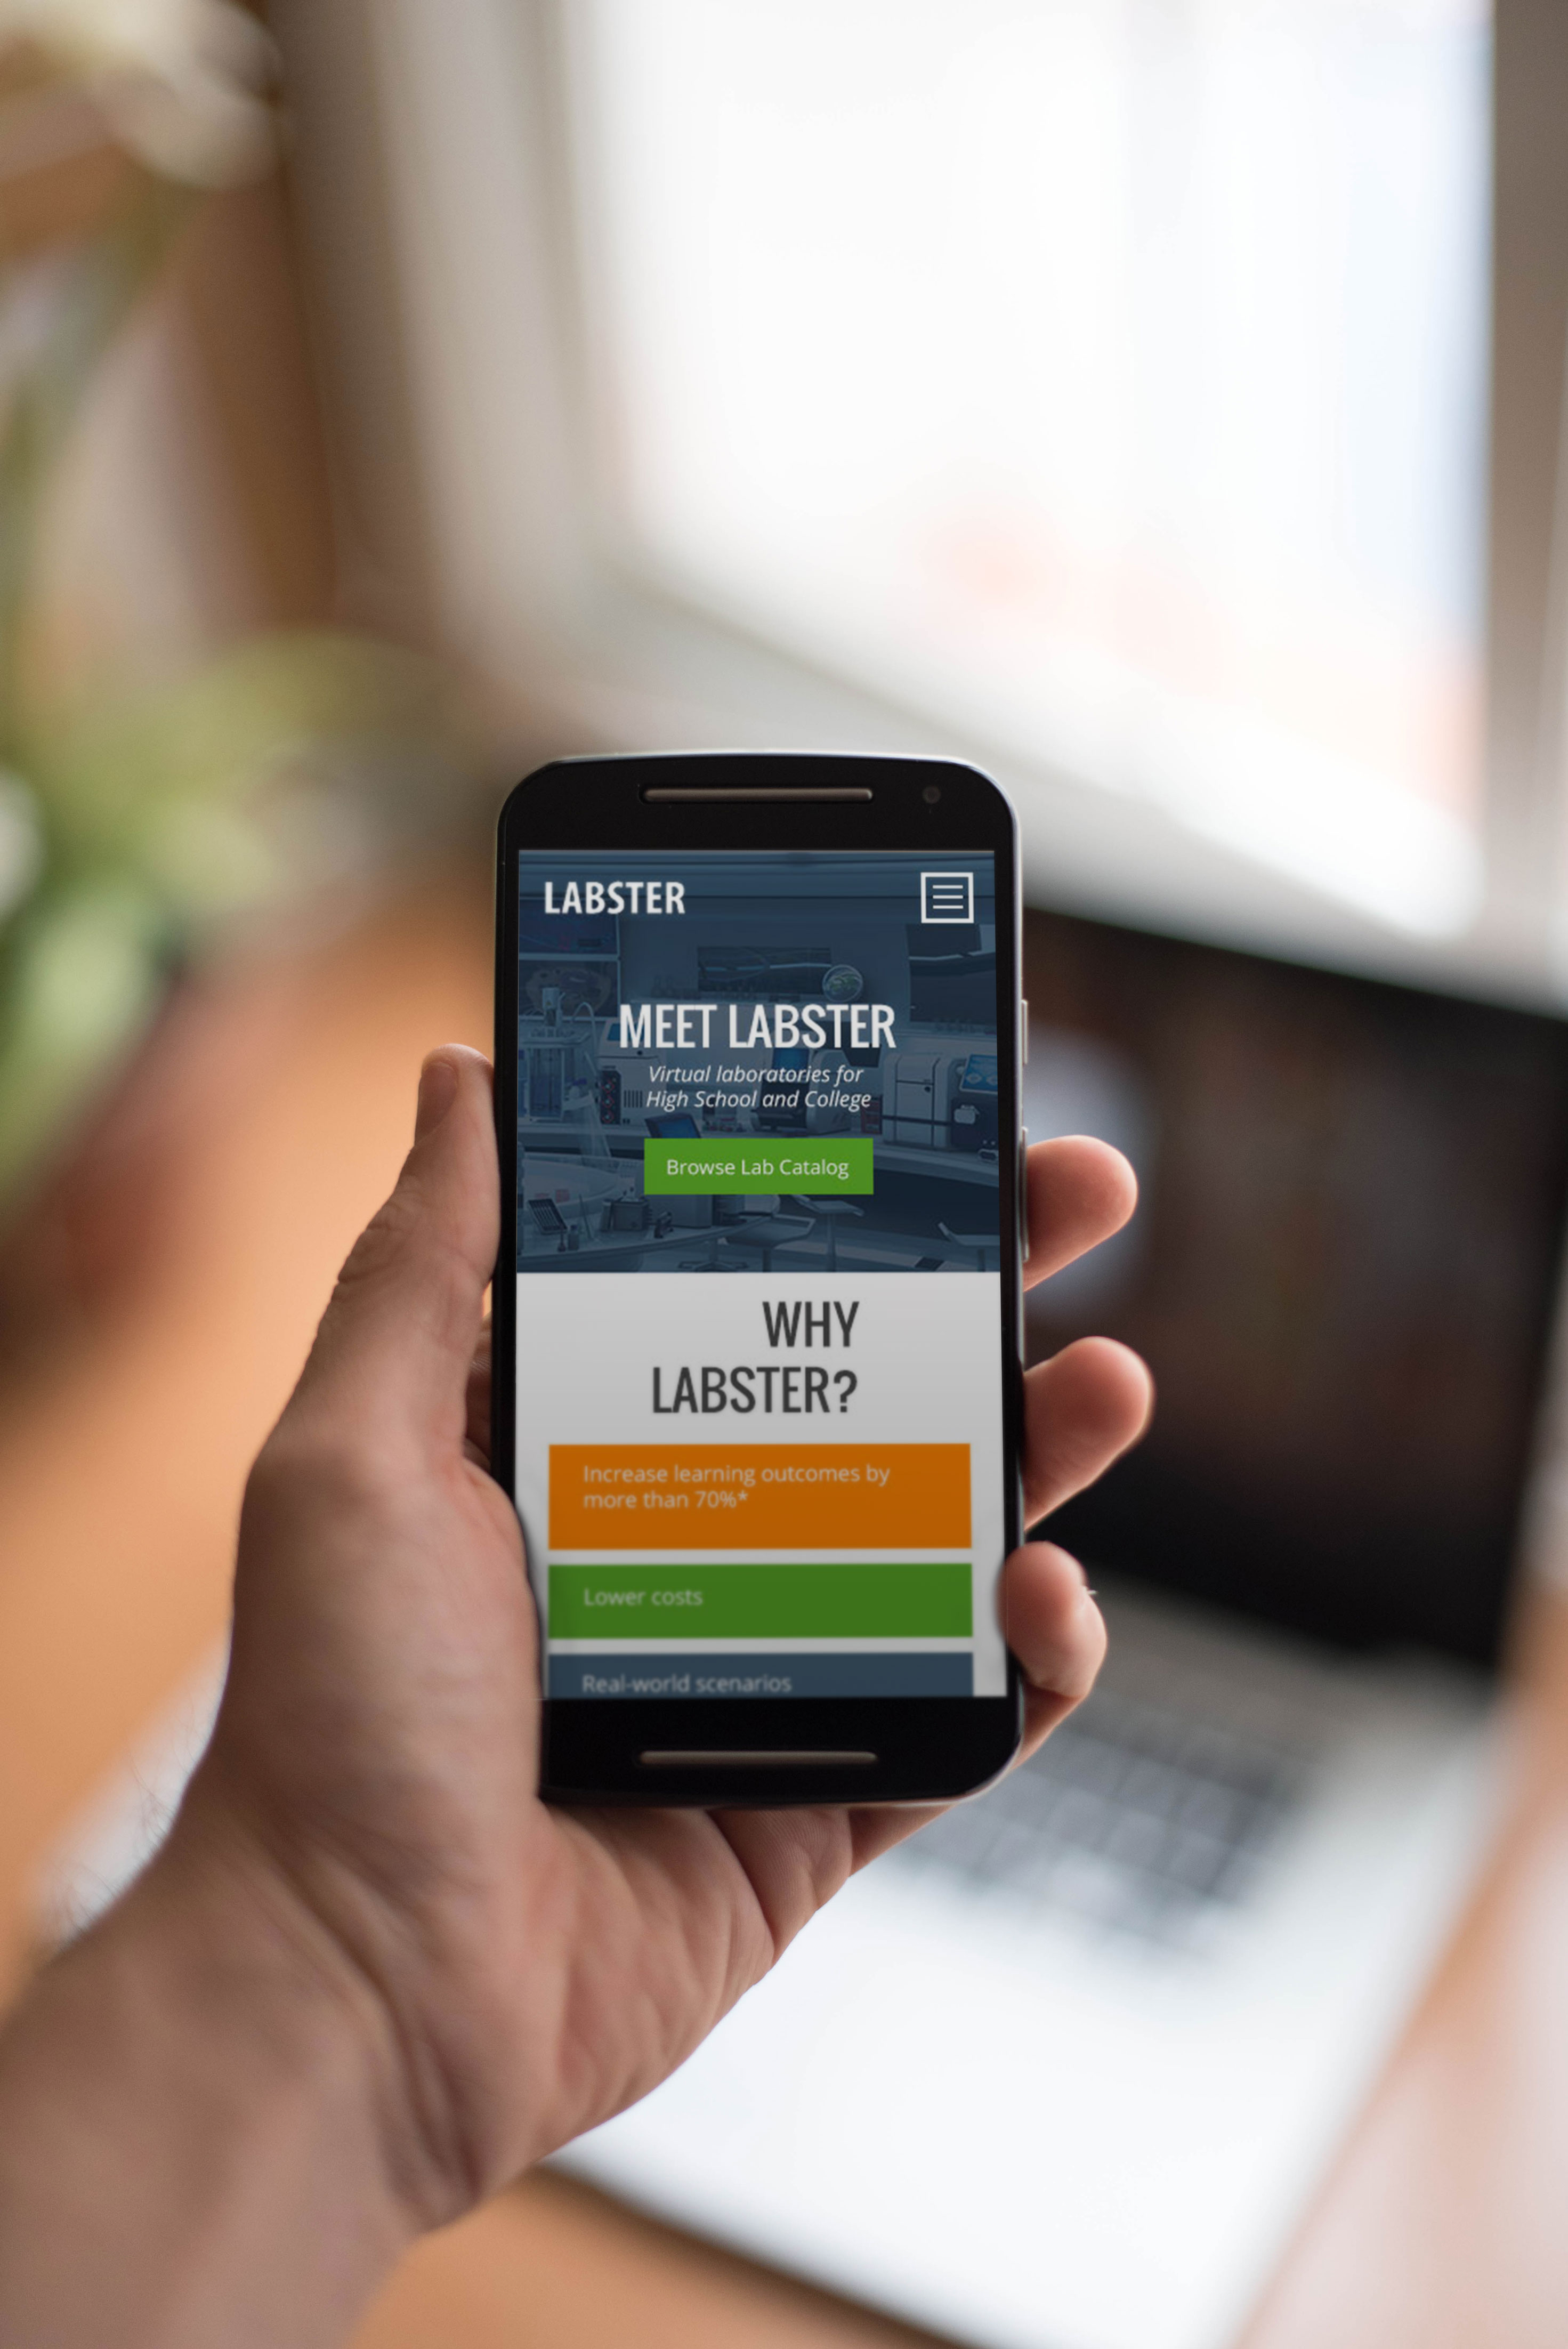 LABSTER
MEET LABSTER
Virtual laboratories for
High School and College
Browse Lab Catalog
WHY
LABSTER?
Increase learning outcomes by
more than 70%*
Lower costs
Real-world scenarios